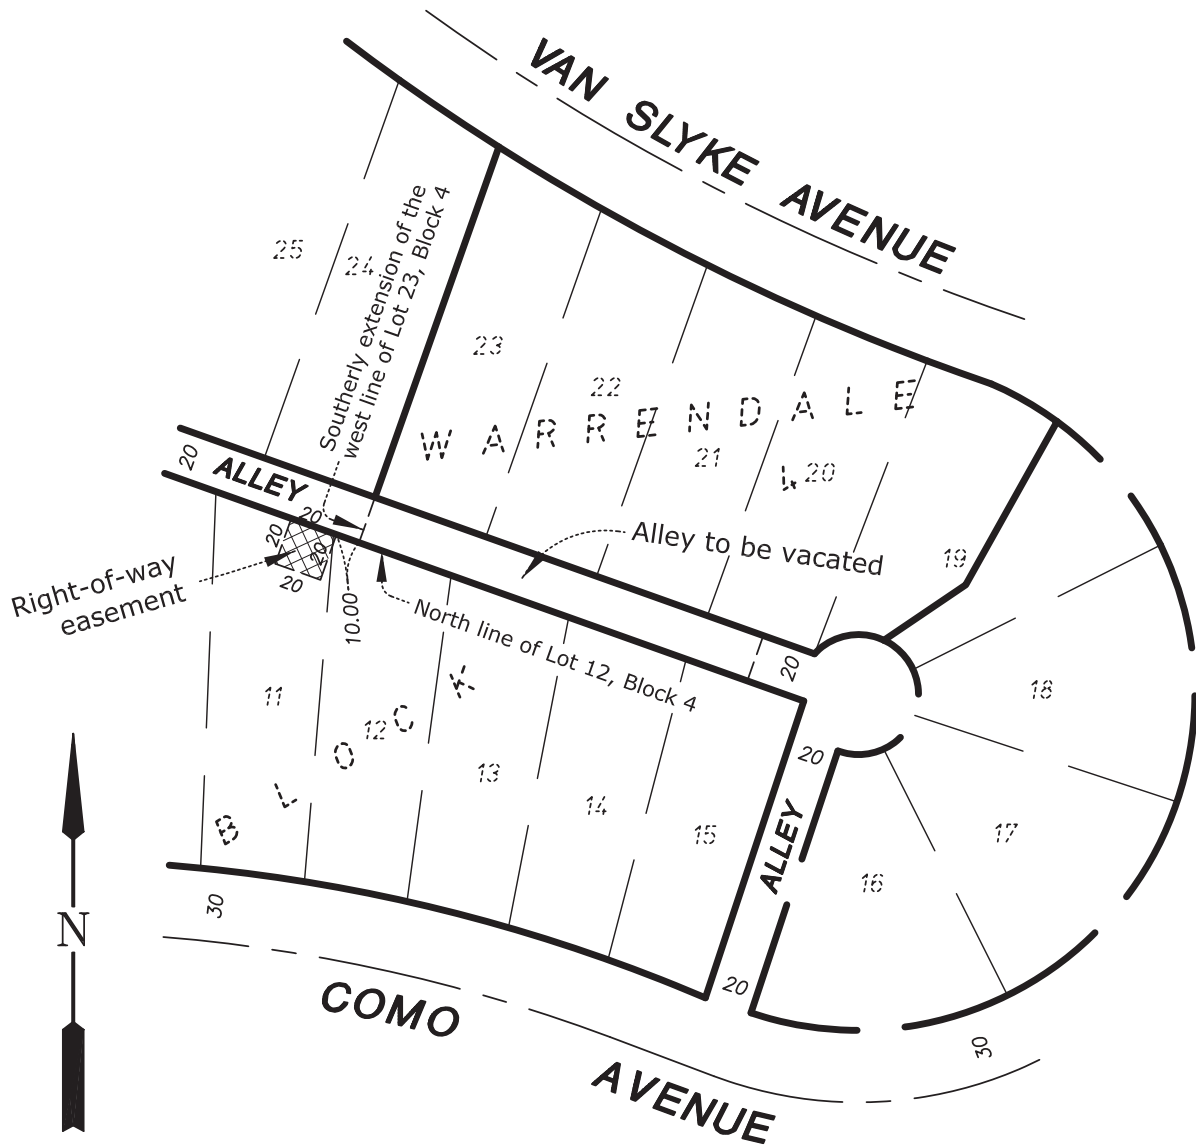 VAN SLYKE AVENUE
25
24
Southerly extension of the
west line of Lot 23, Block 4
23
22
WARRENDALE
21
4
20
20
ALLEY
20
20
20
20
Right-of-way
easement
Alley to be vacated
19
10.00
North line of Lot 12, Block 4
20
18
11
12
BLOCK
13
14
15
20
ALLEY
17
16
30
20
30
N
COMO AVENUE